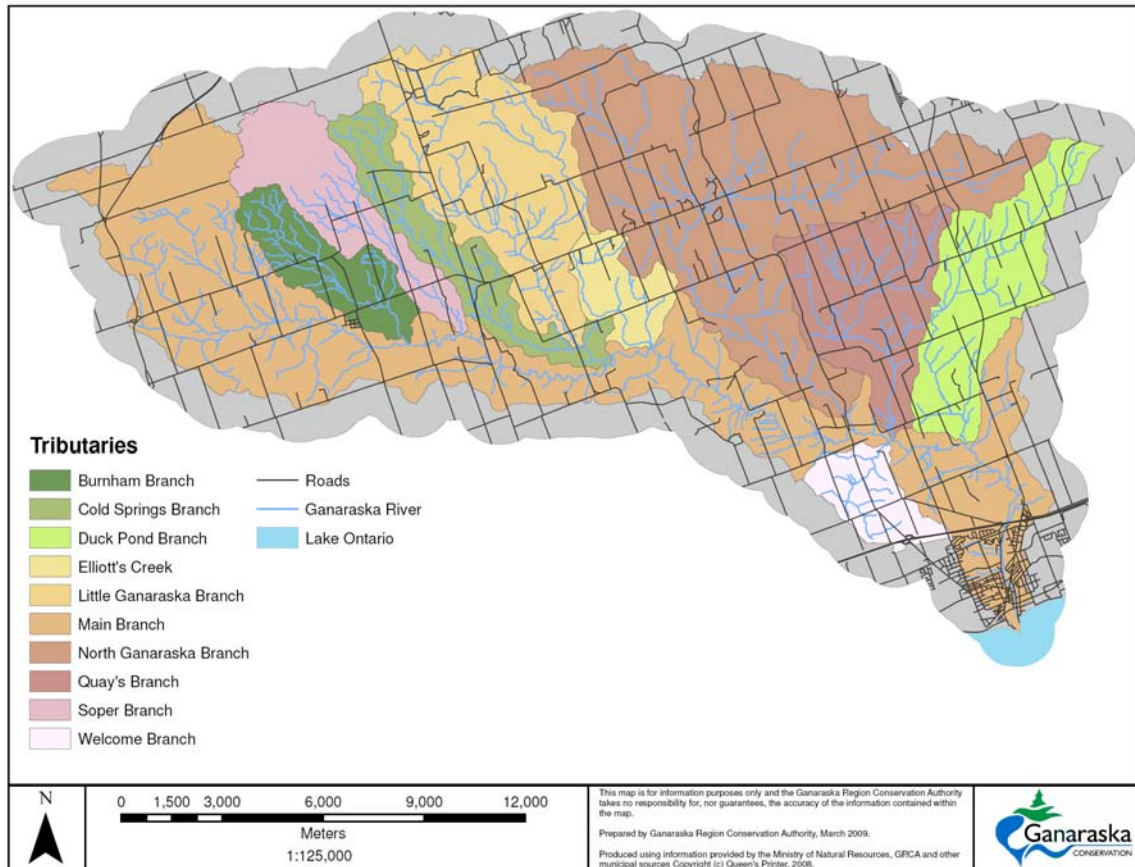 Tributaries
Burnham Branch
Cold Springs Branch
Duck Pond Branch
Elliott's Creek
Little Ganaraska Branch
Main Branch
North Ganaraska Branch
Quay's Branch
Soper Branch
Welcome Branch
Roads
Ganaraska River
Lake Ontario
N
0 1,500 3,000 6,000 9,000 12,000
Meters
1:125,000
This map is for information purposes only and the Ganaraska Region Conservation Authority
takes no responsibility for, nor guarantees, the accuracy of the information contained within
the map.
Prepared by Ganaraska Region Conservation Authority, March 2009.
Produced using information provided by the Ministry of Natural Resources, GRCA and other
municipal sources Copyright (c) Queen's Printer, 2008.
Ganaraska
CONSERVATION